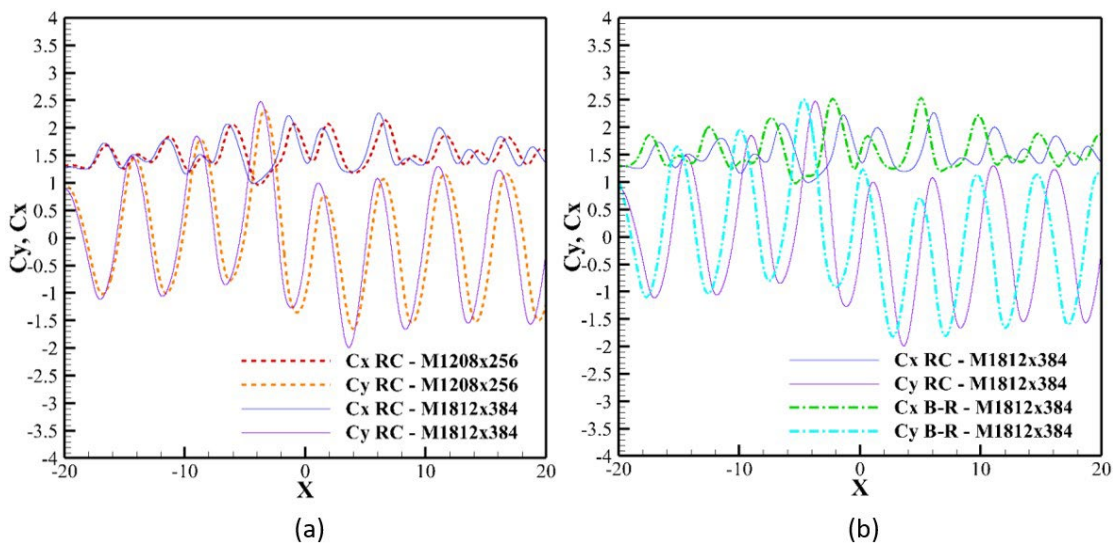 4
3.5
3
2.5
2
1.5
1
0.5
0
-0.5
-1
-1.5
-2
-2.5
-3
-3.5
-4
Cy, Cx
Cx RC - M1208x256
Cy RC - M1208x256
Cx RC - M1812x384
Cy RC - M1812x384
-20 -10 0 10 20
X
(a)
4
3.5
3
2.5
2
1.5
1
0.5
0
-0.5
-1
-1.5
-2
-2.5
-3
-3.5
-4
Cy, Cx
Cx RC - M1812x384
Cy RC - M1812x384
Cx B-R - M1812x384
Cy B-R - M1812x384
-20 -10 0 10 20
X
(b)